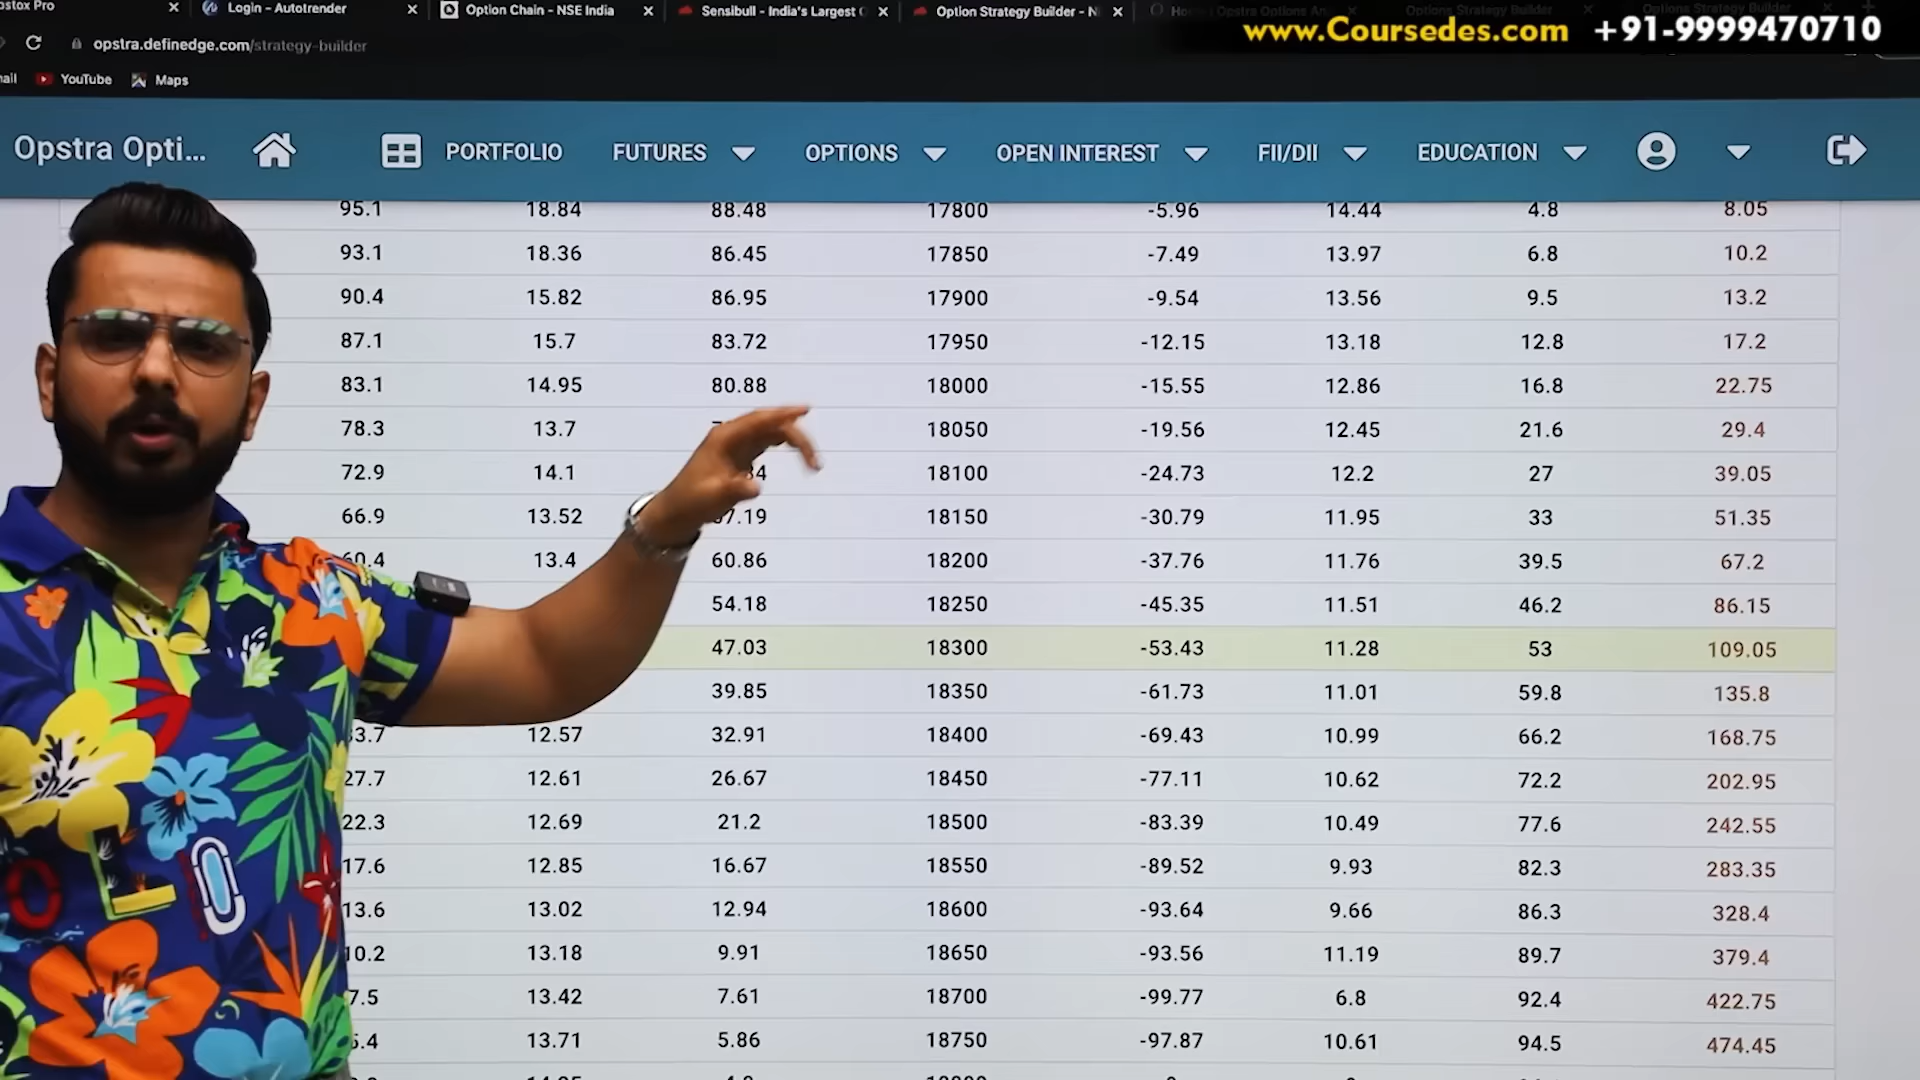 ostox Pro
Login - Autotrender
Option Chain - NSE India
Sensibull - India's Largest
Option Strategy Builder - N
www.Coursedes.com +91-9999470710
opstra.definedge.com/strategy-builder
YouTube Maps
Opstra Opti... PORTFOLIO FUTURES OPTIONS OPEN INTEREST FII/DII EDUCATION
95.1 18.84 88.48 17800 -5.96 14.44 4.8 8.05
93.1 18.36 86.45 17850 -7.49 13.97 6.8 10.2
90.4 15.82 86.95 17900 -9.54 13.56 9.5 13.2
87.1 15.7 83.72 17950 -12.15 13.18 12.8 17.2
83.1 14.95 80.88 18000 -15.55 12.86 16.8 22.75
78.3 13.7 18050 -19.56 12.45 21.6 29.4
72.9 14.1 18100 -24.73 12.2 27 39.05
66.9 13.52 18150 -30.79 11.95 33 51.35
13.4 60.86 18200 -37.76 11.76 39.5 67.2
54.18 18250 -45.35 11.51 46.2 86.15
47.03 18300 -53.43 11.28 53 109.05
39.85 18350 -61.73 11.01 59.8 135.8
12.57 32.91 18400 -69.43 10.99 66.2 168.75
27.7 12.61 26.67 18450 -77.11 10.62 72.2 202.95
22.3 12.69 21.2 18500 -83.39 10.49 77.6 242.55
17.6 12.85 16.67 18550 -89.52 9.93 82.3 283.35
13.6 13.02 12.94 18600 -93.64 9.66 86.3 328.4
10.2 13.18 9.91 18650 -93.56 11.19 89.7 379.4
7.5 13.42 7.61 18700 -99.77 6.8 92.4 422.75
13.71 5.86 18750 -97.87 10.61 94.5 474.45